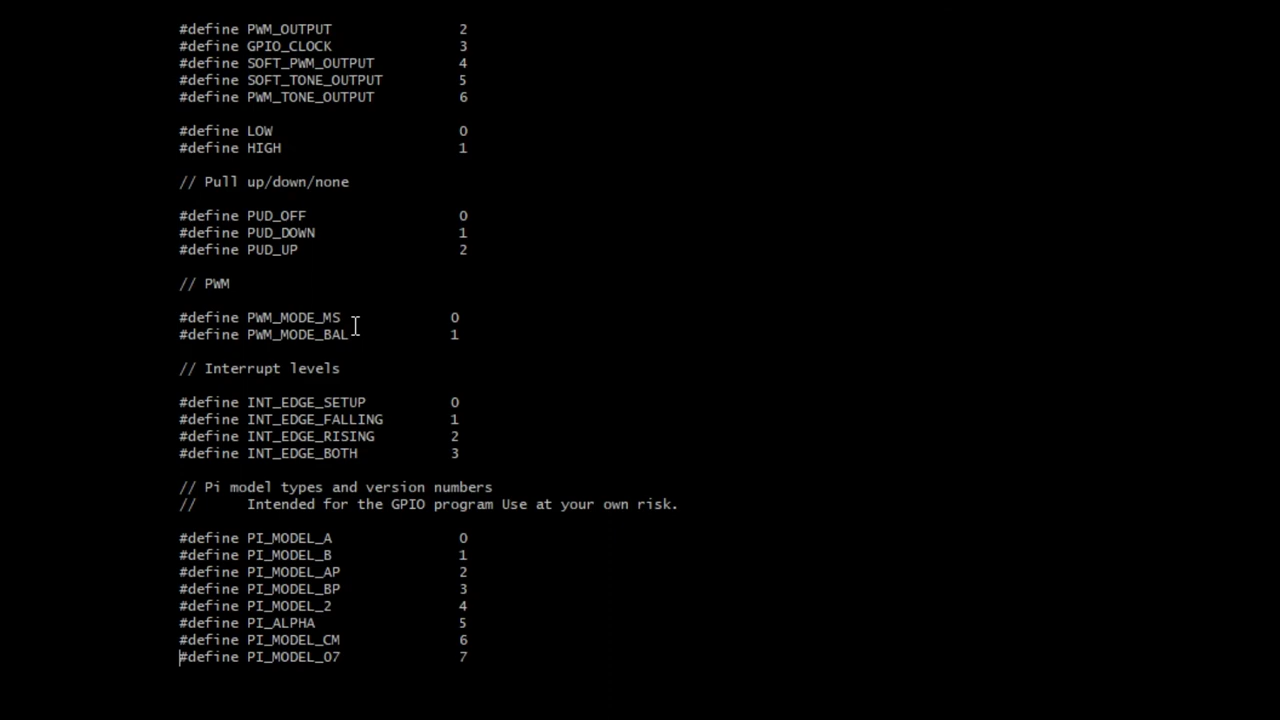 #define PWM_OUTPUT 2
#define GPIO_CLOCK 3
#define SOFT_PWM_OUTPUT 4
#define SOFT_TONE_OUTPUT 5
#define PWM_TONE_OUTPUT 6
#define LOW 0
#define HIGH 1
// Pull up/down/none
#define PUD_OFF 0
#define PUD_DOWN 1
#define PUD_UP 2
// PWM
#define PWM_MODE_MS 0
#define PWM_MODE_BAL 1
// Interrupt levels
#define INT_EDGE_SETUP 0
#define INT_EDGE_FALLING 1
#define INT_EDGE_RISING 2
#define INT_EDGE_BOTH 3
// Pi model types and version numbers
// Intended for the GPIO program Use at your own risk.
#define PI_MODEL_A 0
#define PI_MODEL_B 1
#define PI_MODEL_AP 2
#define PI_MODEL_BP 3
#define PI_MODEL_2 4
#define PI_ALPHA 5
#define PI_MODEL_CM 6
#define PI_MODEL_07 7